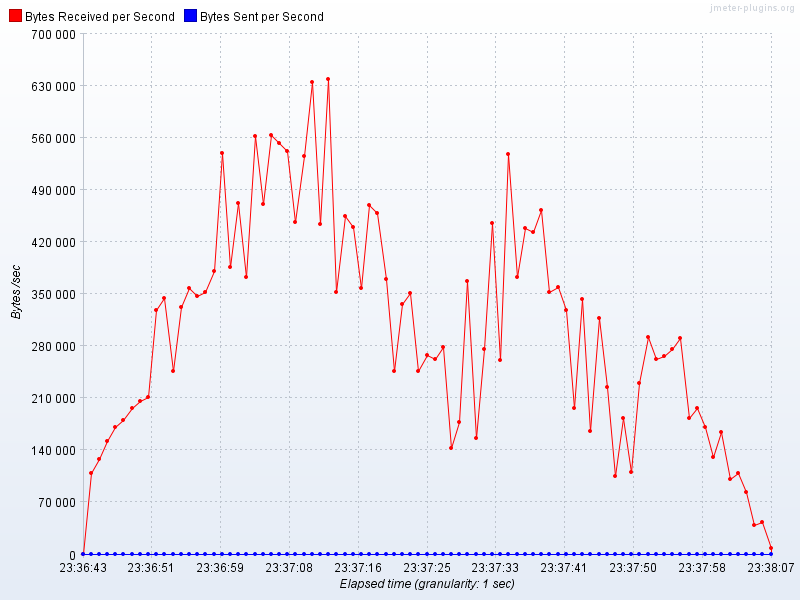 jmeter-plugins.org
Bytes Received per Second Bytes Sent per Second
700 000
630 000
560 000
490 000
420 000
350 000
280 000
210 000
140 000
70 000
0
Bytes /sec
23:36:43 23:36:51 23:36:59 23:37:08 23:37:16 23:37:25 23:37:33 23:37:41 23:37:50 23:37:58 23:38:07
Elapsed time (granularity: 1 sec)